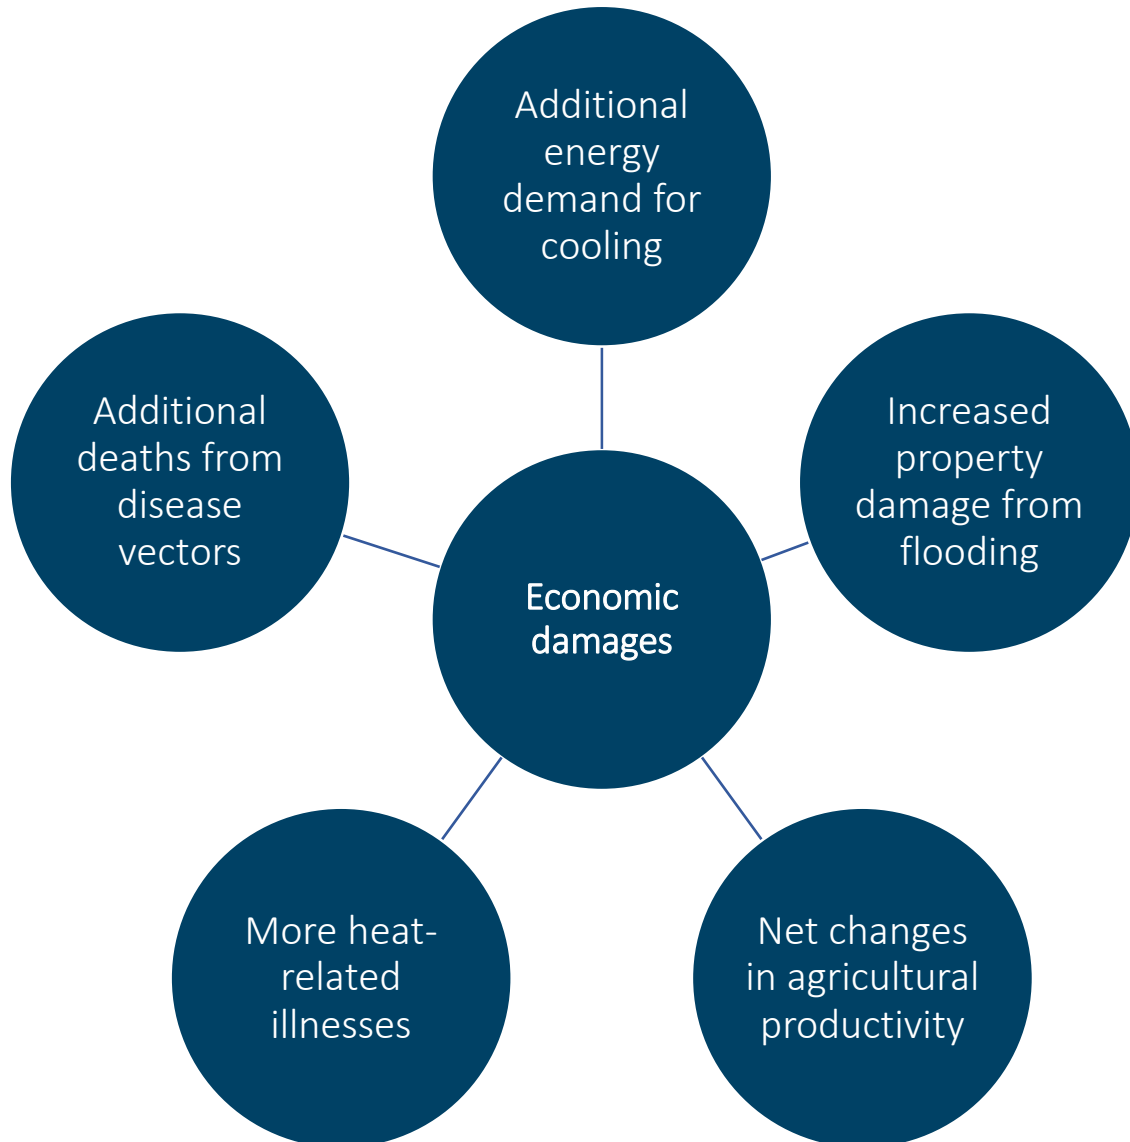 Additional
energy
demand for
cooling
Additional
deaths from
disease
vectors
Increased
property
damage from
flooding
Economic
damages
More heat-
related
illnesses
Net changes
in agricultural
productivity